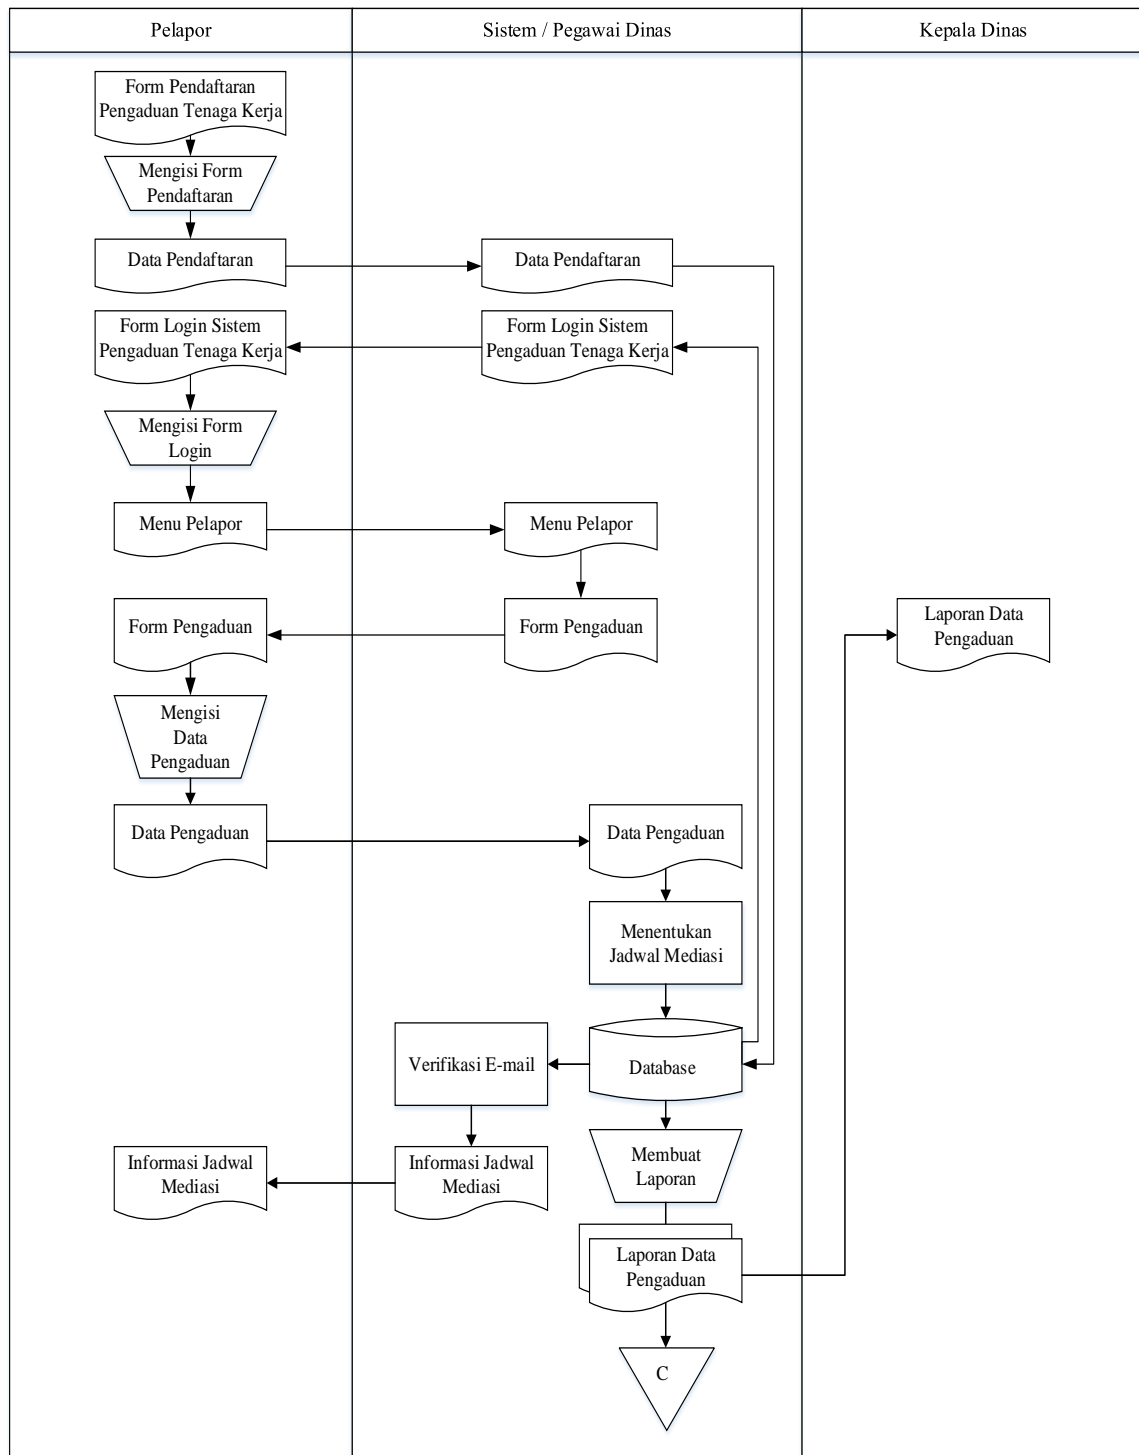 Pelapor
Sistem / Pegawai Dinas
Kepala Dinas
Form Pendaftaran
Pengaduan Tenaga Kerja
Mengisi Form
Pendaftaran
Data Pendaftaran
Data Pendaftaran
Form Login Sistem
Pengaduan Tenaga Kerja
Form Login Sistem
Pengaduan Tenaga Kerja
Mengisi Form
Login
Menu Pelapor
Menu Pelapor
Form Pengaduan
Form Pengaduan
Laporan Data
Pengaduan
Mengisi
Data
Pengaduan
Data Pengaduan
Data Pengaduan
Menentukan
Jadwal Mediasi
Verifikasi E-mail
Database
Informasi Jadwal
Mediasi
Informasi Jadwal
Mediasi
Membuat
Laporan
Laporan Data
Pengaduan
C